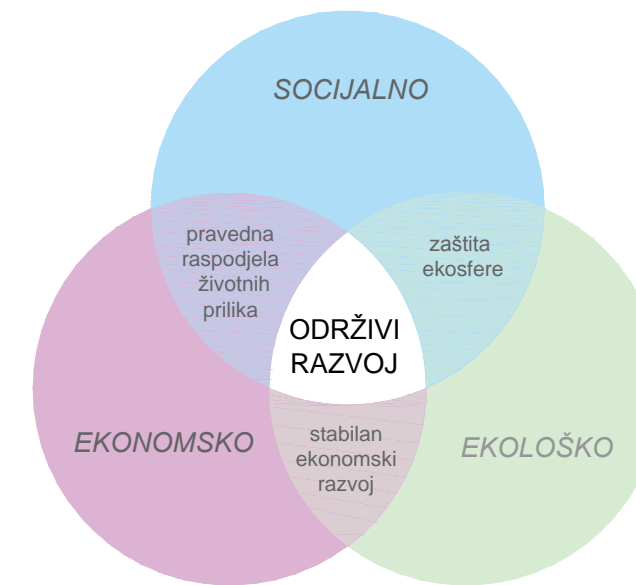 SOCIJALNO
pravedna
raspodjela
životnih
prilika
zaštita
ekosfere
ODRŽIVI
RAZVOJ
EKONOMSKO
stabilan
ekonomski
razvoj
EKOLOŠKO